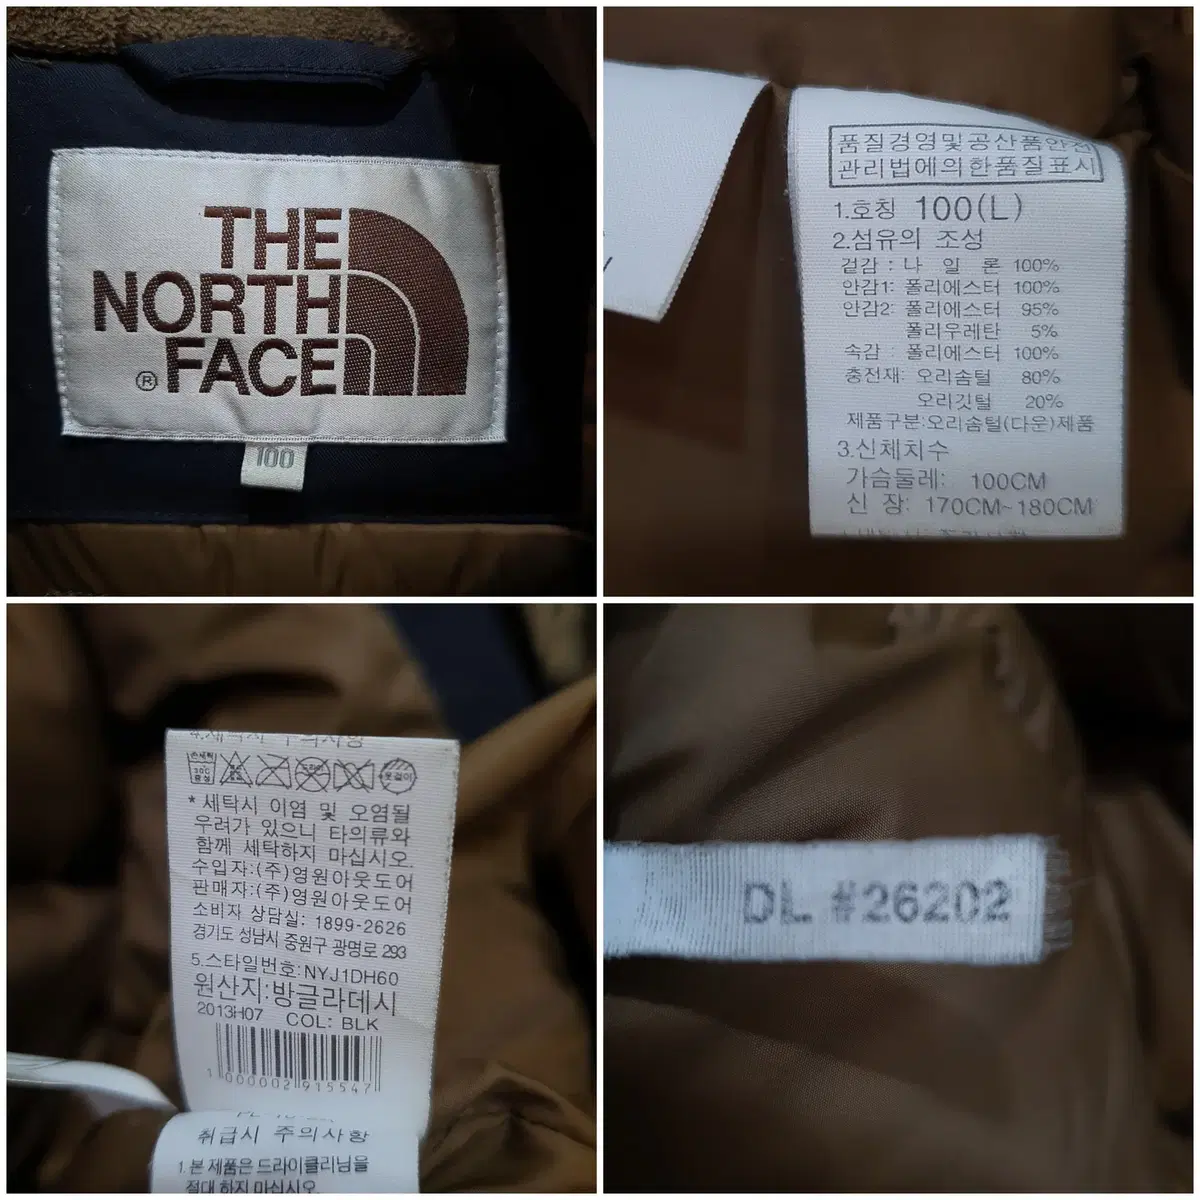 THE
NORTH
FACE
®
100
품질경영및공산품안전
관리법에의한품질표시
1.호칭 100(L)
2.섬유의 조성
겉감 : 나 일 론 100%
안감1: 폴리에스터 100%
안감2: 폴리에스터 95%
폴리우레탄 5%
속감 : 폴리에스터 100%
충전재: 오리솜털 80%
오리깃털 20%
제품구분:오리솜털(다운)제품
3.신체치수
가슴둘레: 100CM
신 장: 170CM~180CM
* 세탁시 이염 및 오염될
우려가 있으니 타의류와
함께 세탁하지 마십시오.
수입자:(주)영원아웃도어
판매자:(주)영원아웃도어
소비자 상담실: 1899-2626
경기도 성남시 중원구 광명로 293
5.스타일번호:NYJ1DH60
원산지:방글라데시
2013H07 COL: BLK
1 000002 915547
취급시 주의사항
1.본 제품은 드라이클리닝을
절대 하지 마십시오.
DL #26202